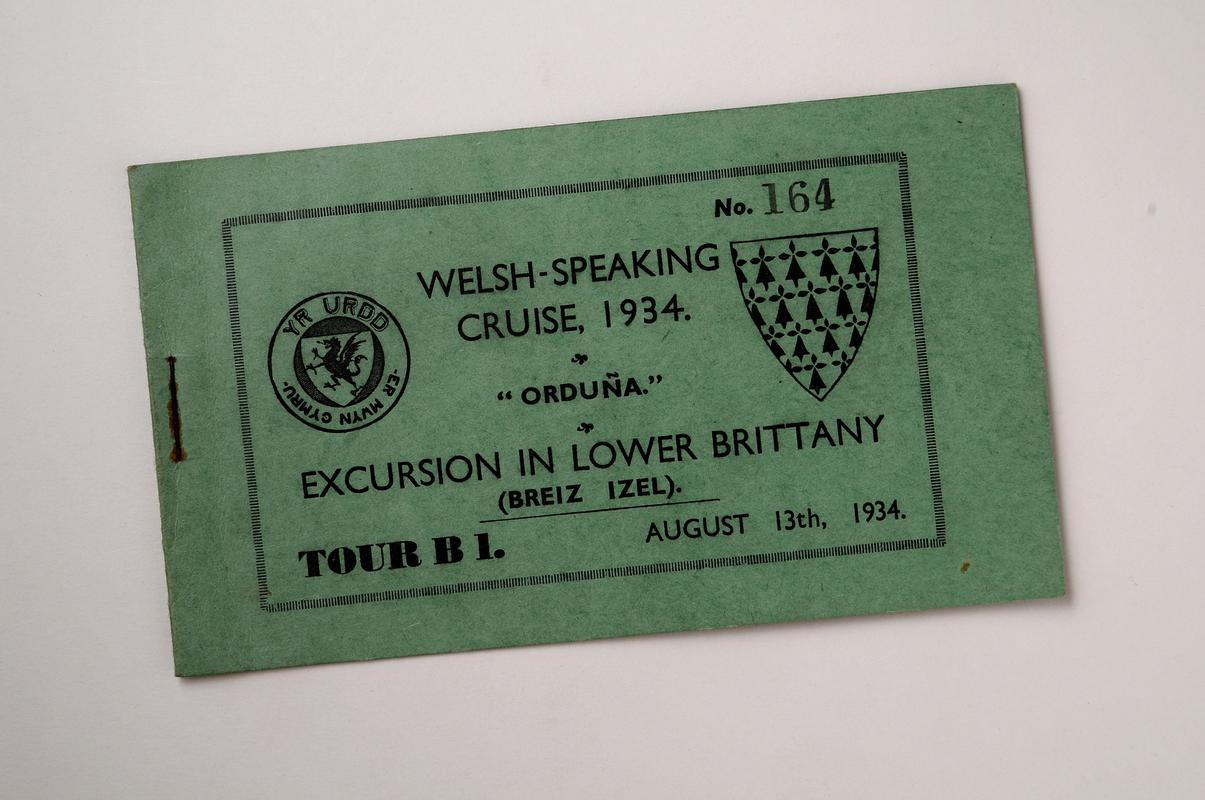 No. 164
WELSH-SPEAKING
CRUISE, 1934.
YR URDD
·ER MVYN CYMRU·
“ ORDUÑA.”
EXCURSION IN LOWER BRITTANY
(BREIZ IZEL).
AUGUST 13th, 1934.
TOUR B 1.